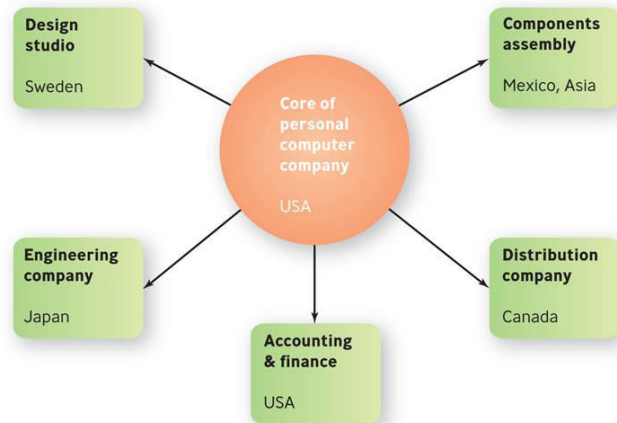 Design
studio
Sweden
Components
assembly
Mexico, Asia
Core of
personal
computer
company
USA
Engineering
company
Japan
Distribution
company
Canada
Accounting
& finance
USA